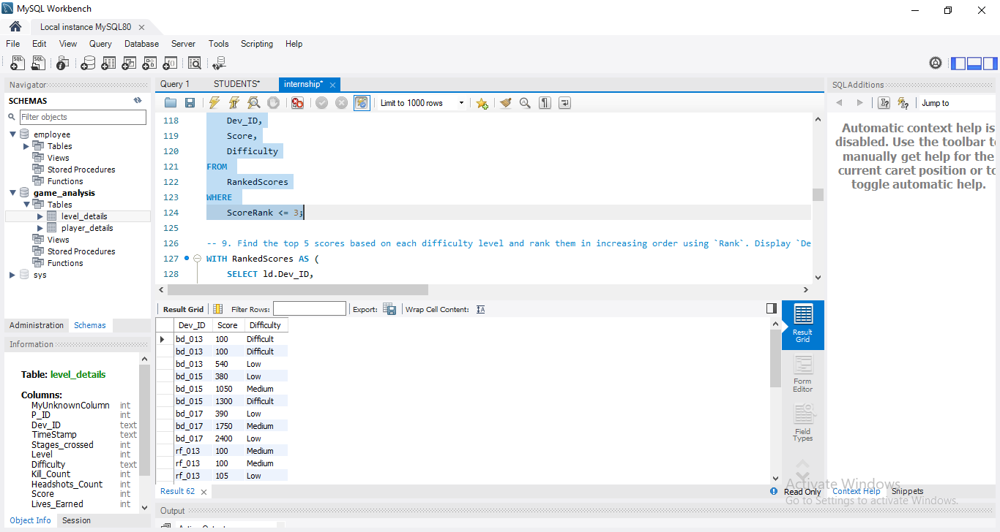 MySQL Workbench
Local instance MySQL80
File Edit View Query Database Server Tools Scripting Help
Navigator
SCHEMAS
Filter objects
employee
Tables
Views
Stored Procedures
Functions
game_analysis
Tables
level_details
player_details
Views
Stored Procedures
Functions
sys
Administration Schemas
Information
Table: level_details
Columns:
MyUnknownColumn int
P_ID int
Dev_ID text
TimeStamp text
Stages_crossed int
Level int
Difficulty text
Kill_Count int
Headshots_Count int
Score int
Lives_Earned int
Object Info Session
Query 1 STUDENTS* internship*
Limit to 1000 rows
118 Dev_ID,
119 Score,
120 Difficulty
121 FROM
122 RankedScores
123 WHERE
124 ScoreRank <= 3;
125
126 -- 9. Find the top 5 scores based on each difficulty level and rank them in increasing order using `Rank`. Display `De
127 WITH RankedScores AS (
128 SELECT ld.Dev_ID,
Result Grid Filter Rows: Export: Wrap Cell Content:
Dev_ID Score Difficulty
bd_013 100 Difficult
bd_013 100 Difficult
bd_013 540 Low
bd_015 380 Low
bd_015 1050 Medium
bd_015 1300 Difficult
bd_017 390 Low
bd_017 1750 Medium
bd_017 2400 Low
rf_013 100 Medium
rf_013 100 Medium
rf_013 105 Low
Result Grid
Form Editor
Field Types
Result 62
Read Only
Output
SQLAdditions
Jump to
Automatic context help is
disabled. Use the toolbar
manually get help for the
current caret position or
toggle automatic help.
Context Help Snippets
Activate Windows
Go to Settings to activate Windows.